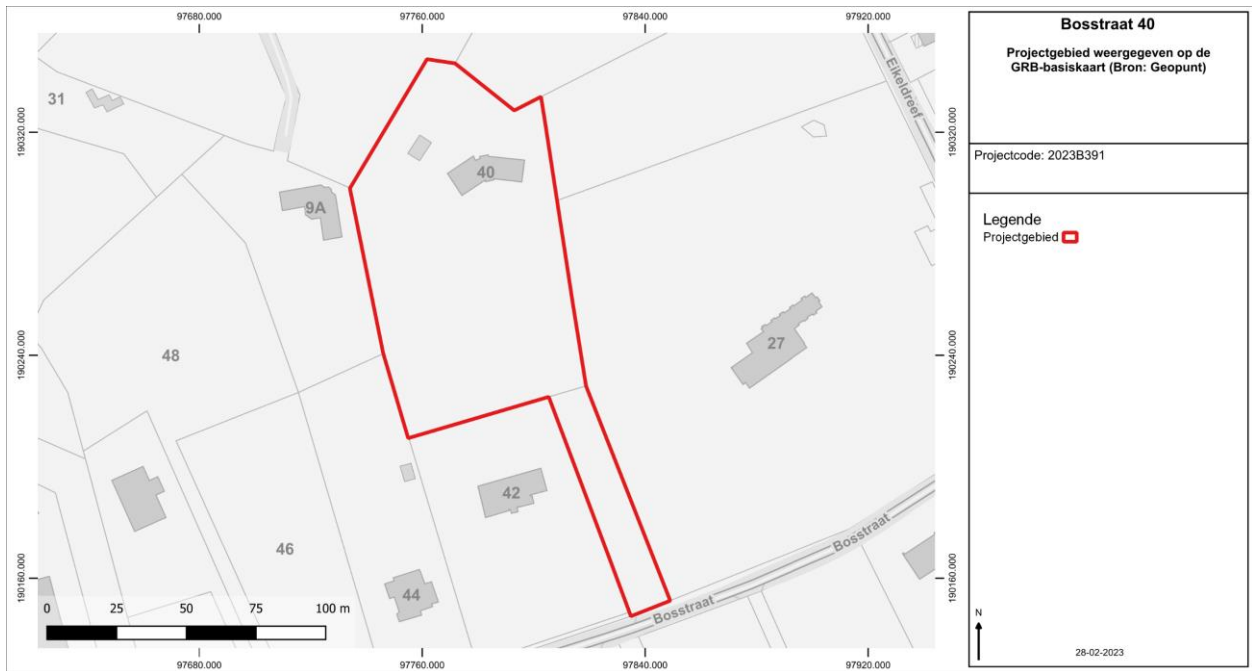 97680.000
97760.000
97840.000
97920.000
190320.000
190240.000
190160.000
31
40
9A
48
27
42
46
44
Eikeldreef
Bosstraat
Bosstraat
0 25 50 75 100 m
190320.000
190240.000
190160.000
97680.000
97760.000
97840.000
97920.000
Bosstraat 40
Projectgebied weergegeven op de
GRB-basiskaart (Bron: Geopunt)
Projectcode: 2023B391
Legende
Projectgebied
N
28-02-2023